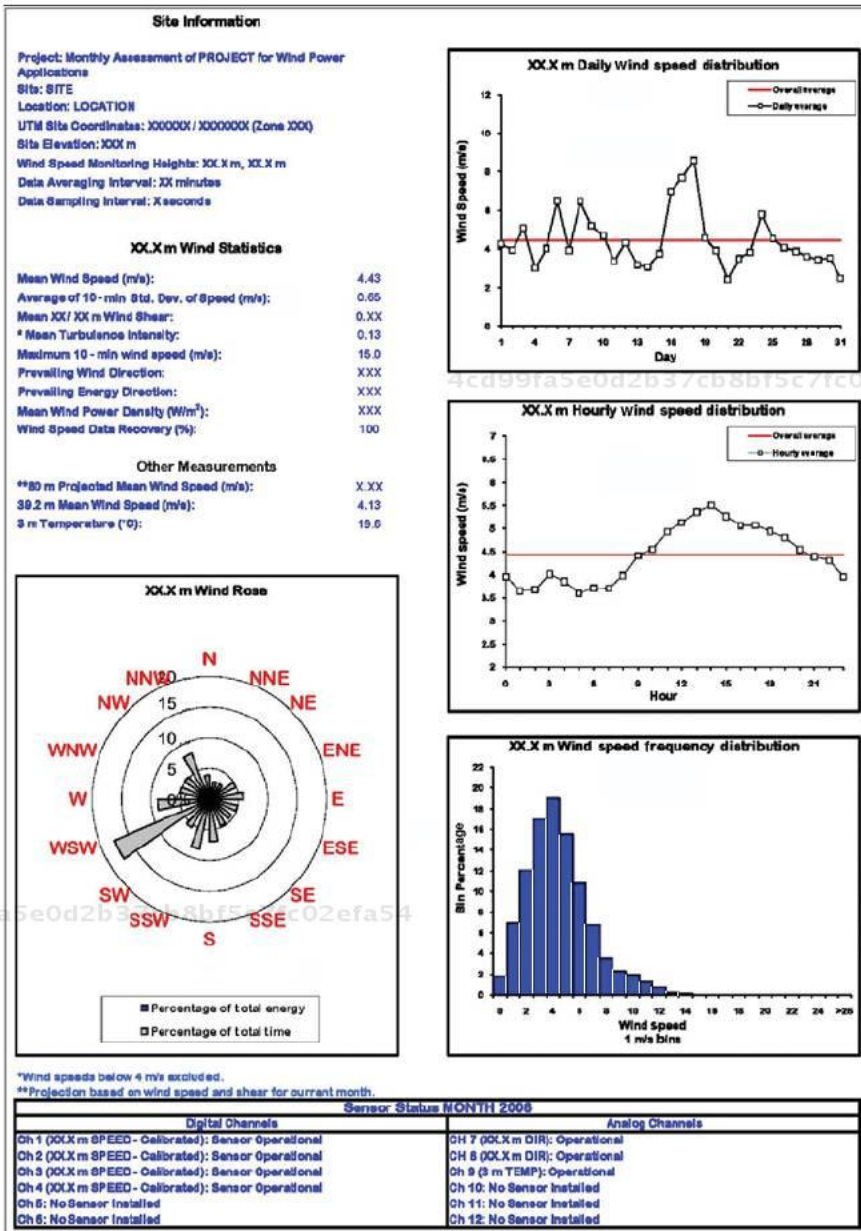 Site Information
Project: Monthly Assessment of PROJECT for Wind Power
Applications
Site: SITE
Location: LOCATION
UTM Site Coordinates: XXXXXX / XXXXXXX (Zone XXX)
Site Elevation: XXX m
Wind Speed Monitoring Heights: XX.X m, XX.X m
Data Averaging Interval: XX minutes
Data Sampling Interval: X seconds
XX.X m Wind Statistics
Mean Wind Speed (m/s): 4.43
Average of 10- min Std. Dev. of Speed (m/s): 0.65
Mean XX/ XX m Wind Shear: 0.XX
* Mean Turbulence Intensity: 0.13
Maximum 10 - min wind speed (m/s): 15.0
Prevailing Wind Direction: XXX
Prevailing Energy Direction: XXX
Mean Wind Power Density (W/m²): XXX
Wind Speed Data Recovery (%): 100
Other Measurements
**80 m Projected Mean Wind Speed (m/s): X.XX
39.2 m Mean Wind Speed (m/s): 4.13
3 m Temperature (°C): 19.6
XX.X m Daily Wind speed distribution
Overall average
Daily average
Wind Speed (m/s)
12
10
8
6
4
2
0
1 4 7 10 13 16 19 22 25 28 31
Day
4cd99fa5e0d2b37cb8bf5c7fc0
XX.X m Hourly Wind speed distribution
Overall average
Hourly average
Wind speed (m/s)
7
6.5
6
5.5
5
4.5
4
3.5
3
2.5
2
0 3 6 9 12 15 18 21
Hour
XX.X m Wind Rose
N
NNE
NE
ENE
E
ESE
SE
SSE
S
SSW
SW
WSW
W
WNW
NW
NNW
20
15
10
5
0%
a5e0d2b37cb8bf5c7fc02efa54
Percentage of total energy
Percentage of total time
XX.X m Wind speed frequency distribution
Bin Percentage
22
20
18
16
14
12
10
8
6
4
2
0
0 2 4 6 8 10 12 14 16 18 20 22 24 >26
Wind speed
1 m/s bins
*Wind speeds below 4 m/s excluded.
**Projection based on wind speed and shear for current month.
Sensor Status MONTH 2006
Digital Channels Analog Channels
Ch 1 (XX.X m SPEED - Calibrated): Sensor Operational CH 7 (XX.X m DIR): Operational
Ch 2 (XX.X m SPEED - Calibrated): Sensor Operational CH 8 (XX.X m DIR): Operational
Ch 3 (XX.X m SPEED - Calibrated): Sensor Operational Ch 9 (3 m TEMP): Operational
Ch 4 (XX.X m SPEED - Calibrated): Sensor Operational Ch 10: No Sensor Installed
Ch 5: No Sensor Installed Ch 11: No Sensor Installed
Ch 6: No Sensor Installed Ch 12: No Sensor Installed